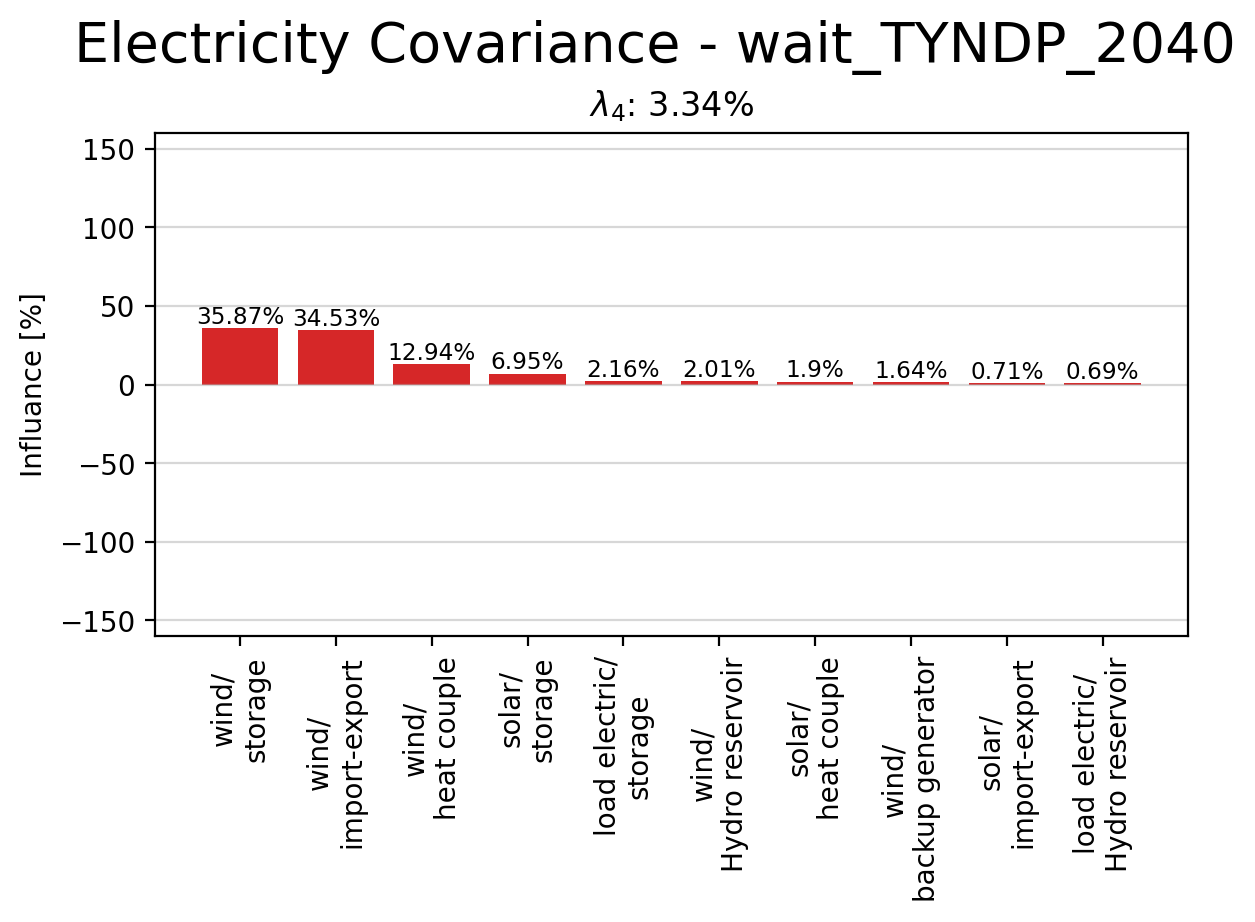 Electricity Covariance - wait_TYNDP_2040
λ4: 3.34%
Influance [%]
150
100
50
0
−50
−100
−150
35.87%
34.53%
12.94%
6.95%
2.16%
2.01%
1.9%
1.64%
0.71%
0.69%
wind/
storage
wind/
import-export
wind/
heat couple
solar/
storage
load electric/
storage
wind/
Hydro reservoir
solar/
heat couple
wind/
backup generator
solar/
import-export
load electric/
Hydro reservoir